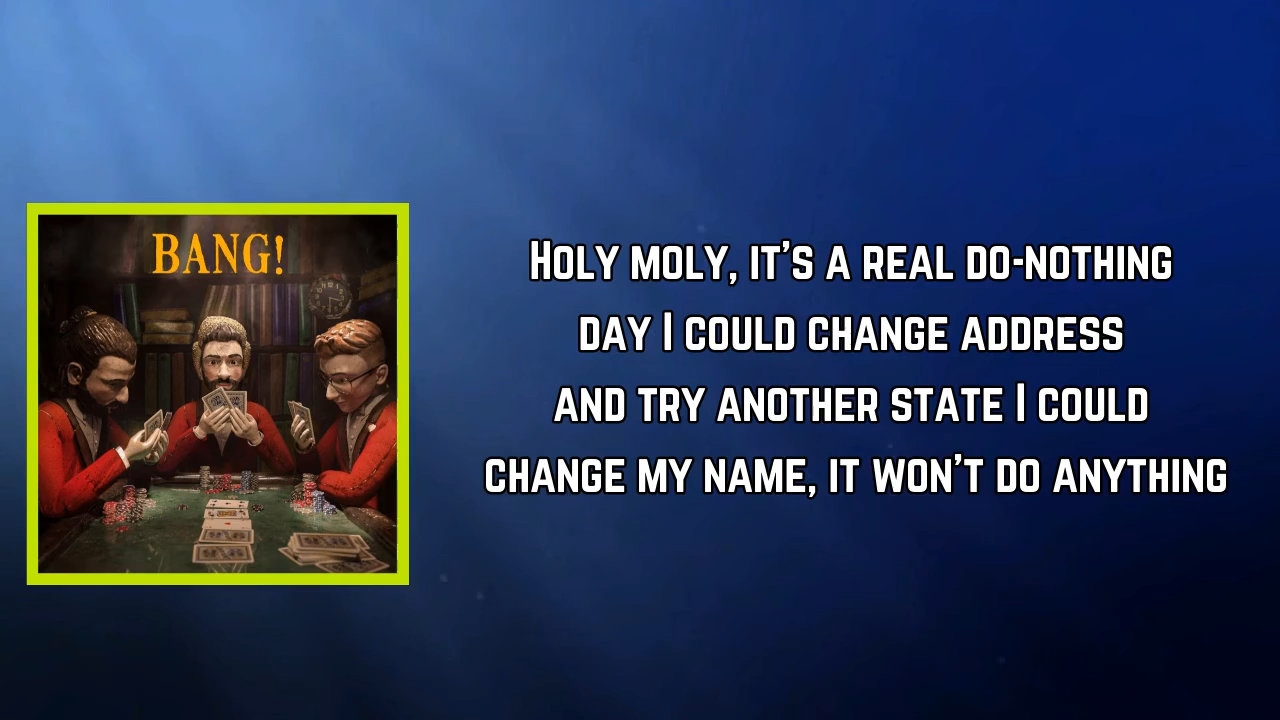 BANG!
Holy moly, it's a real do-nothing
day I could change address
and try another state I could
change my name, it won't do anything